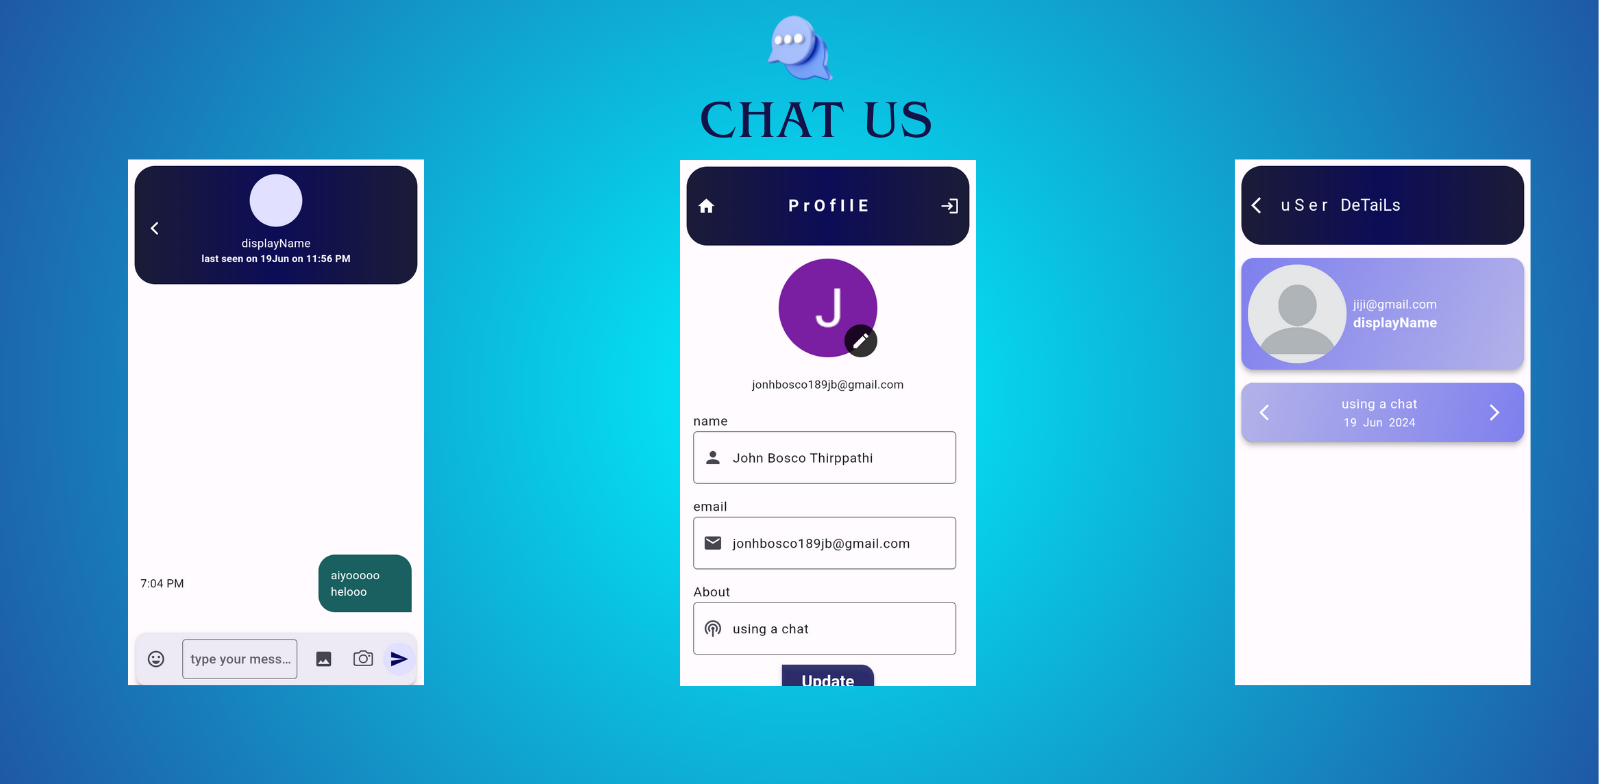 CHAT US
displayName
last seen on 19Jun on 11:56 PM
aiyooooo
helooo
7:04 PM
type your mess...
PrOfIlE
J
jonhbosco189jb@gmail.com
name
John Bosco Thirppathi
email
jonhbosco189jb@gmail.com
About
using a chat
Update
uSer DeTaiLs
jiji@gmail.com
displayName
using a chat
19 Jun 2024